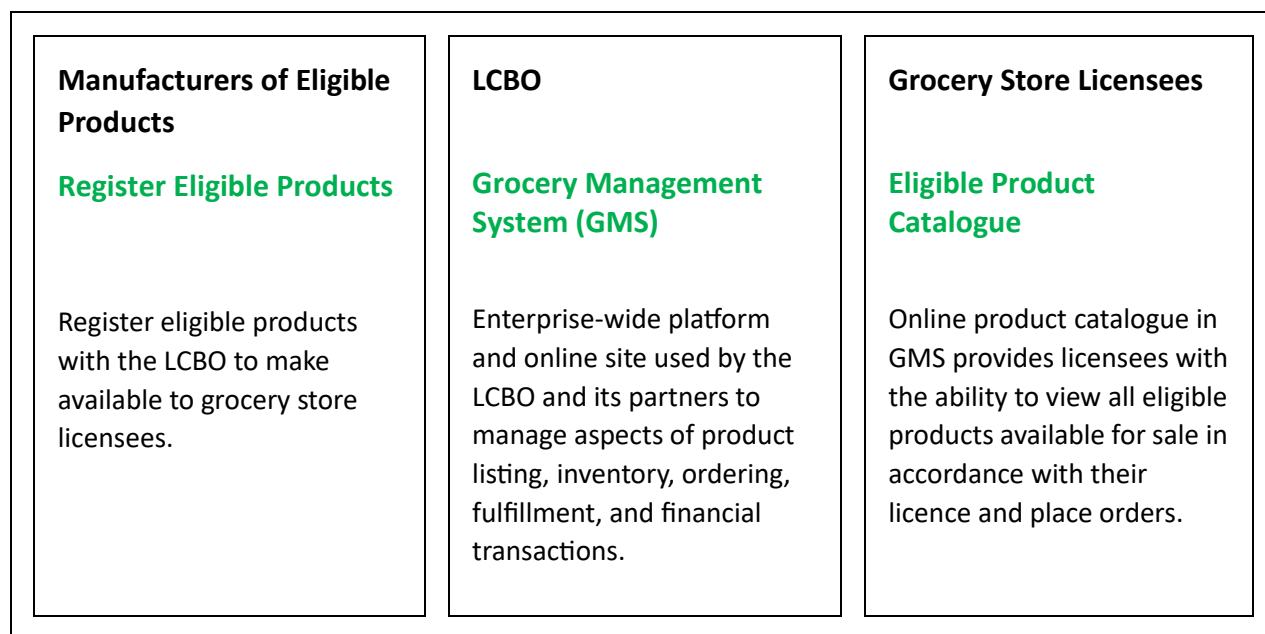 Manufacturers of Eligible
Products
Register Eligible Products
Register eligible products
with the LCBO to make
available to grocery store
licensees.
LCBO
Grocery Management
System (GMS)
Enterprise-wide platform
and online site used by the
LCBO and its partners to
manage aspects of product
listing, inventory, ordering,
fulfillment, and financial
transactions.
Grocery Store Licensees
Eligible Product
Catalogue
Online product catalogue in
GMS provides licensees with
the ability to view all eligible
products available for sale in
accordance with their
licence and place orders.